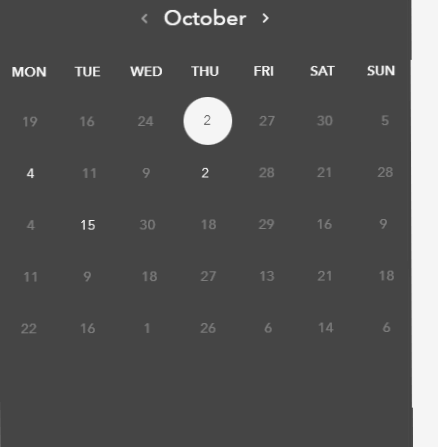 ‹ October ›
MON TUE WED THU FRI SAT SUN
19 16 24 2 27 30 5
4 11 9 2 28 21 28
4 15 30 18 29 16 9
11 9 18 27 13 21 18
22 16 1 26 6 14 6